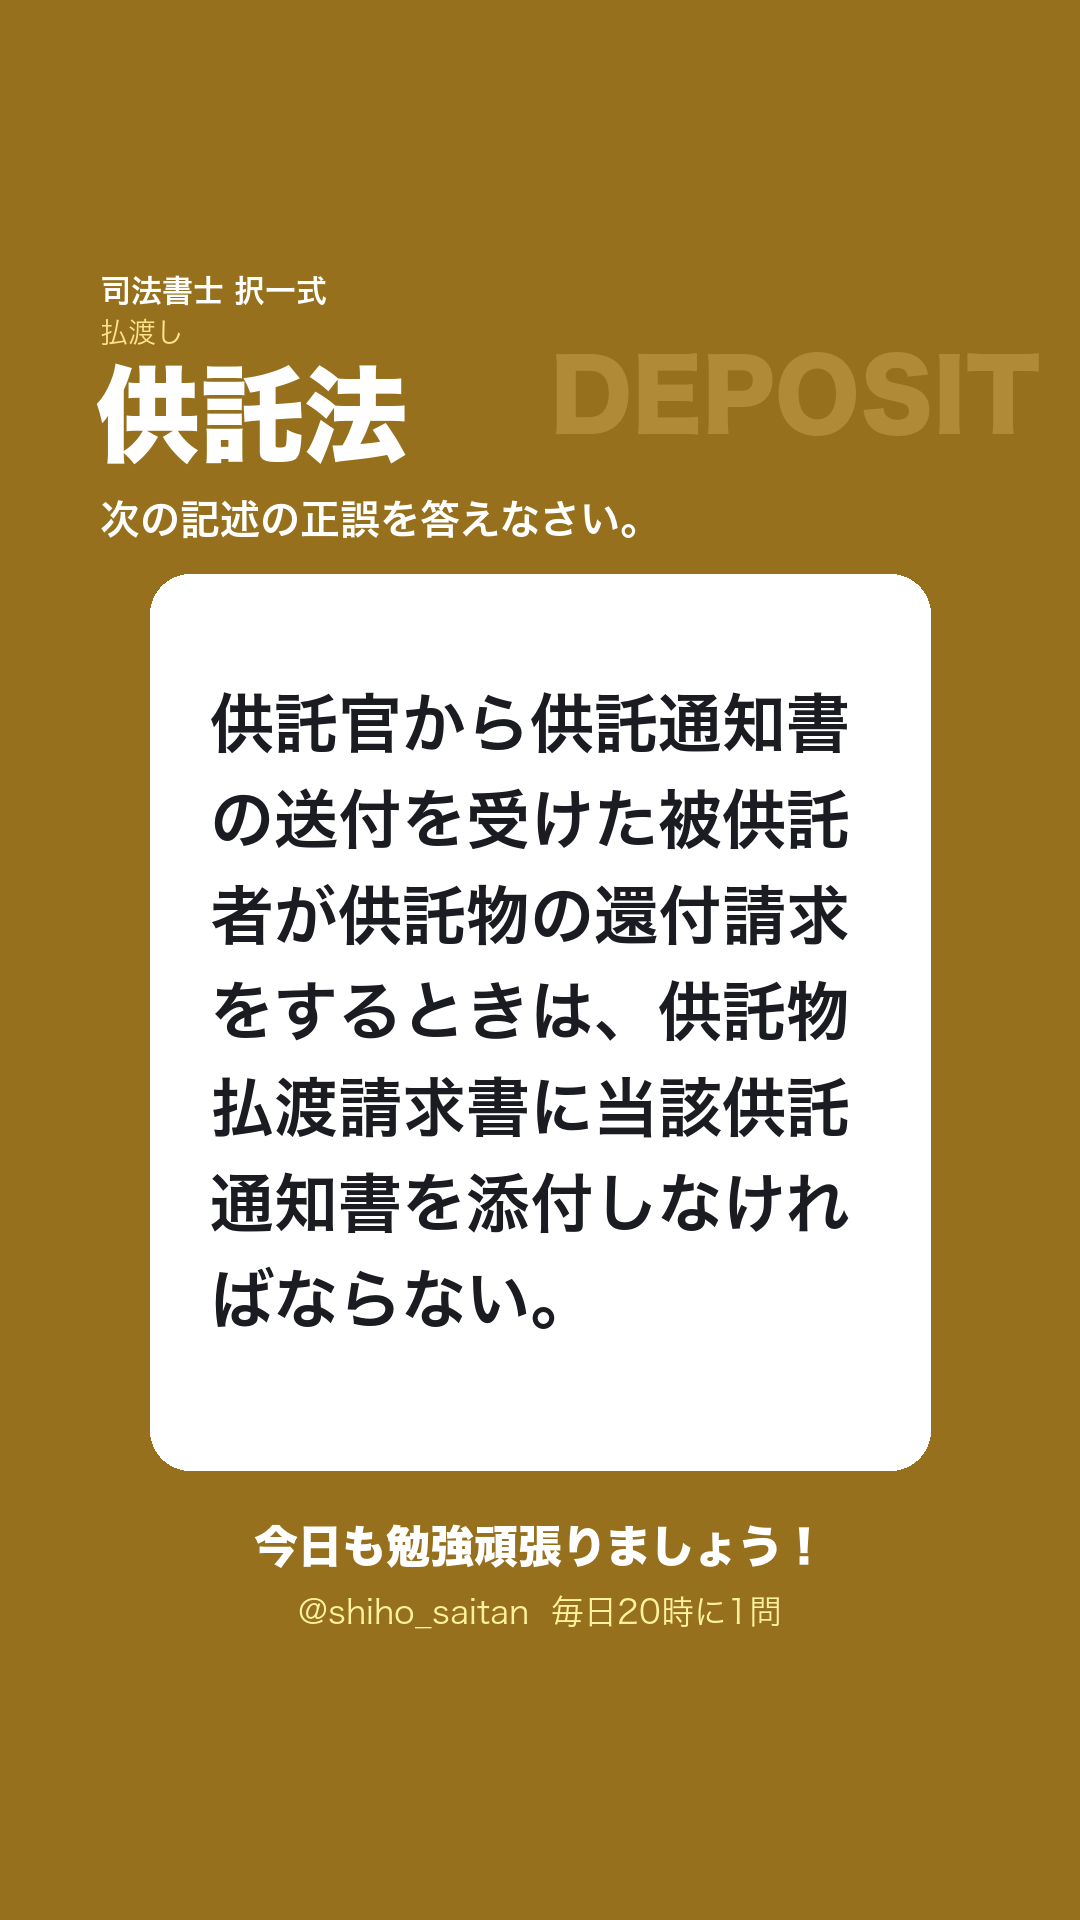 司法書士 択一式
払渡し
供託法
DEPOSIT
次の記述の正誤を答えなさい。
供託官から供託通知書
の送付を受けた被供託
者が供託物の還付請求
をするときは、供託物
払渡請求書に当該供託
通知書を添付しなけれ
ばならない。
今日も勉強頑張りましょう！
@shiho_saitan 毎日20時に1問